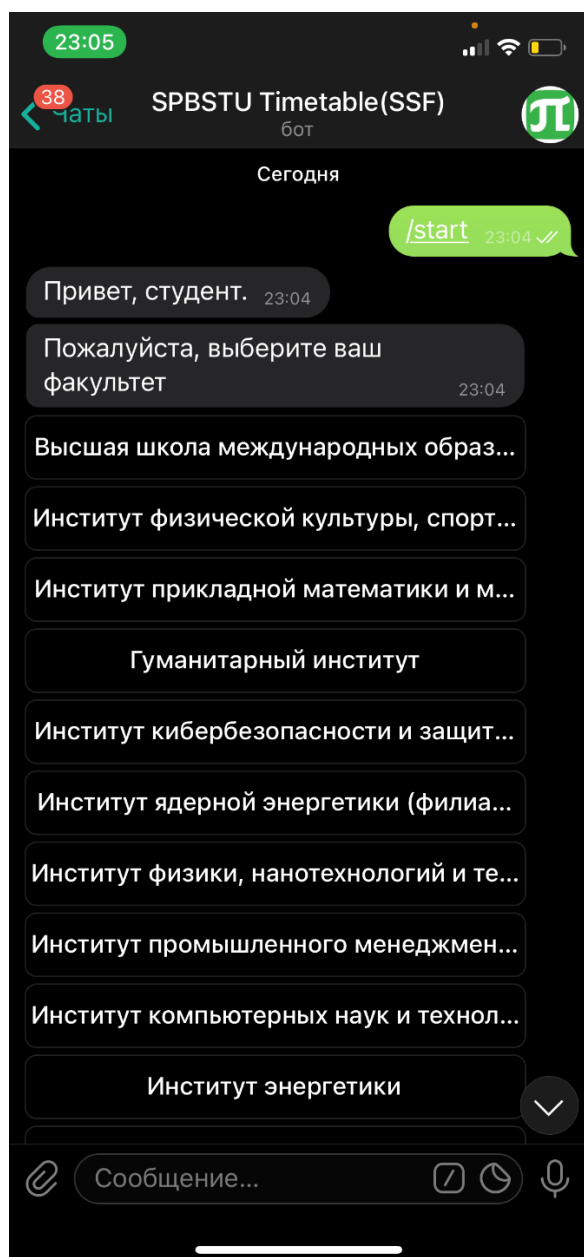 23:05
38
Чаты
SPBSTU Timetable(SSF)
бот
Сегодня
/start 23:04
Привет, студент. 23:04
Пожалуйста, выберите ваш
факультет 23:04
Высшая школа международных образ...
Институт физической культуры, спорт...
Институт прикладной математики и м...
Гуманитарный институт
Институт кибербезопасности и защит...
Институт ядерной энергетики (филиа...
Институт физики, нанотехнологий и те...
Институт промышленного менеджмен...
Институт компьютерных наук и технол...
Институт энергетики
Сообщение...